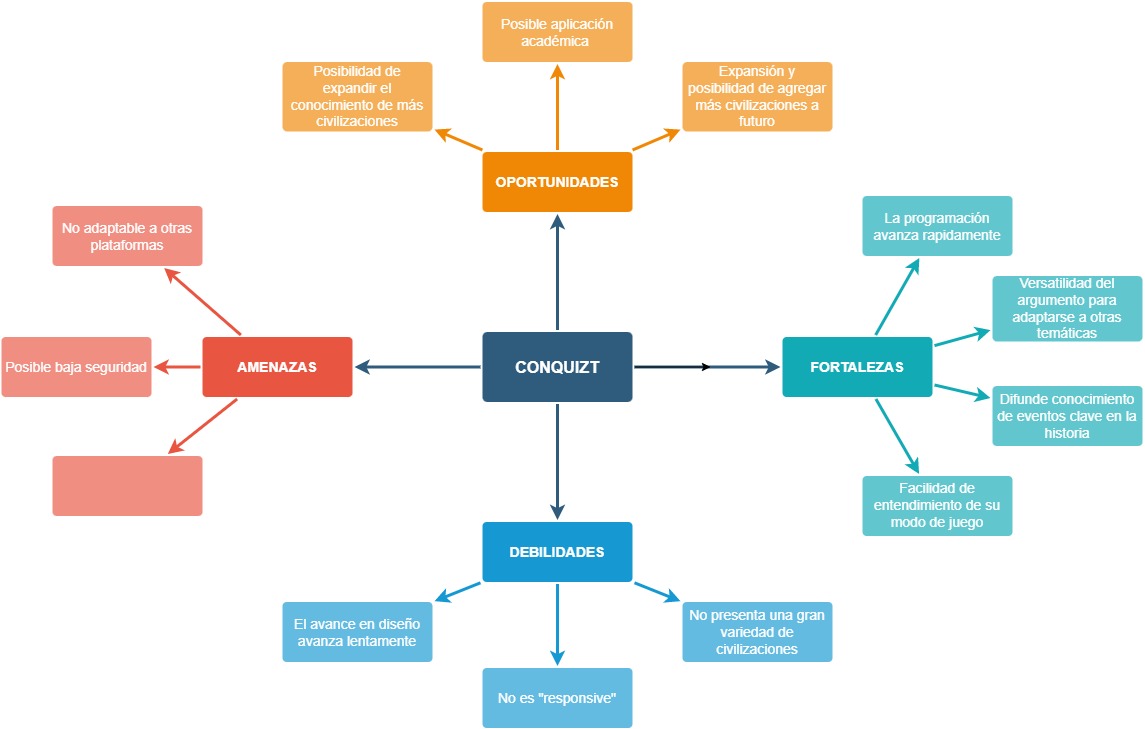 Posible aplicación
académica
Posibilidad de
expandir el
conocimiento de más
civilizaciones
Expansión y
posibilidad de agregar
más civilizaciones a
futuro
OPORTUNIDADES
No adaptable a otras
plataformas
La programación
avanza rapidamente
Versatilidad del
argumento para
adaptarse a otras
temáticas
Posible baja seguridad
AMENAZAS
CONQUIZT
FORTALEZAS
Difunde conocimiento
de eventos clave en la
historia
Facilidad de
entendimiento de su
modo de juego
DEBILIDADES
El avance en diseño
avanza lentamente
No es "responsive"
No presenta una gran
variedad de
civilizaciones